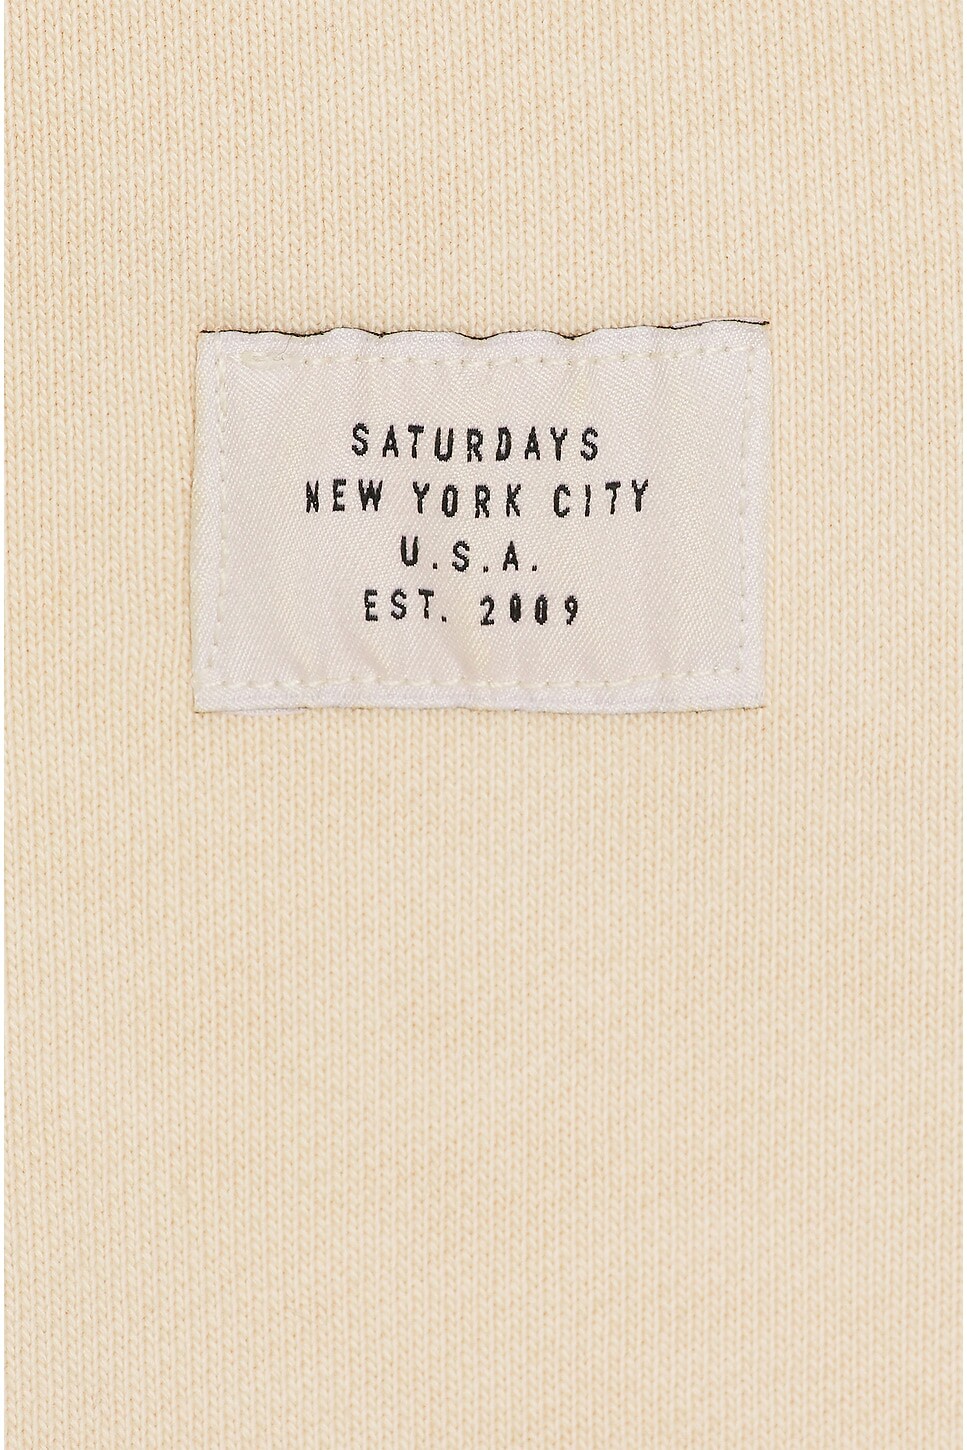 SATURDAYS
NEW YORK CITY
U.S.A.
EST. 2009